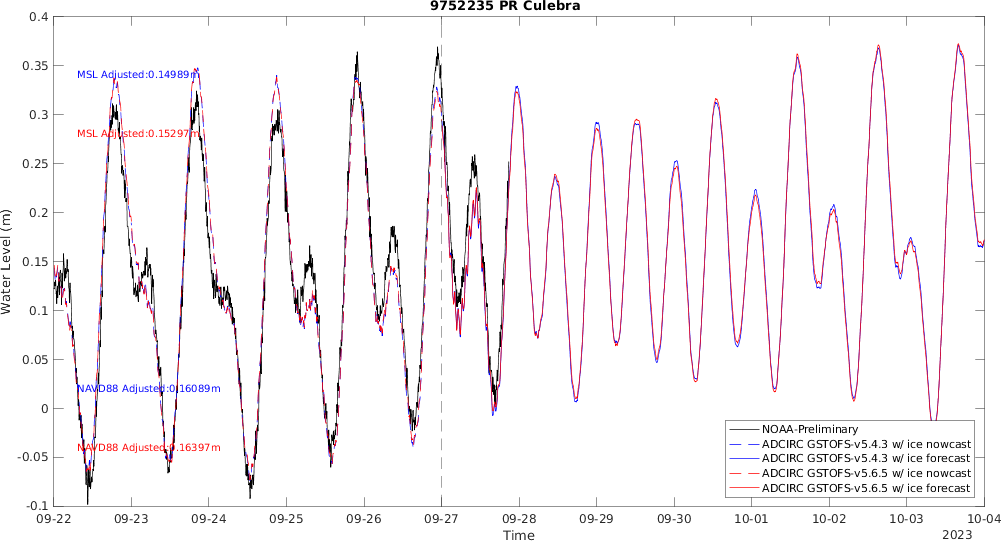 9752235 PR Culebra
0.4
0.35
0.3
0.25
0.2
0.15
0.1
0.05
0
-0.05
-0.1
Water Level (m)
MSL Adjusted:0.14989m
MSL Adjusted:0.15297m
NAVD88 Adjusted:0.16089m
NAVD88 Adjusted:0.16397m
NOAA-Preliminary
ADCIRC GSTOFS-v5.4.3 w/ ice nowcast
ADCIRC GSTOFS-v5.4.3 w/ ice forecast
ADCIRC GSTOFS-v5.6.5 w/ ice nowcast
ADCIRC GSTOFS-v5.6.5 w/ ice forecast
09-22 09-23 09-24 09-25 09-26 09-27 09-28 09-29 09-30 10-01 10-02 10-03 10-04
Time
2023